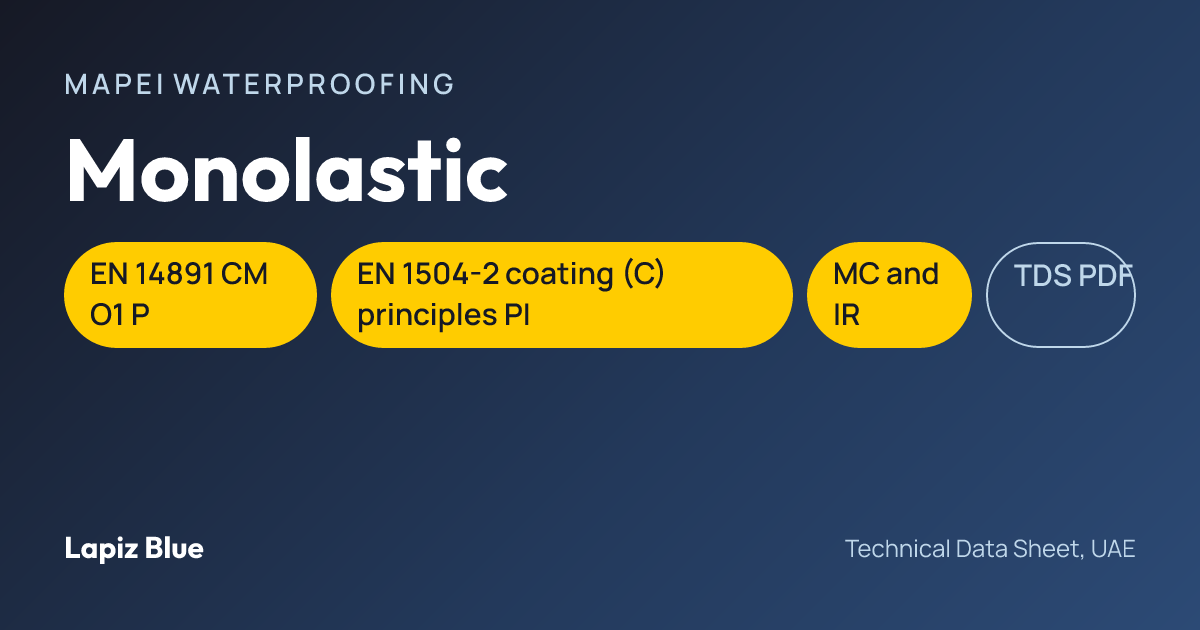 MAPEI WATERPROOFING
Monolastic
EN 14891 CM
O1 P
EN 1504-2 coating (C)
principles PI
MC and
IR
TDS PDF
Lapiz Blue
Technical Data Sheet, UAE